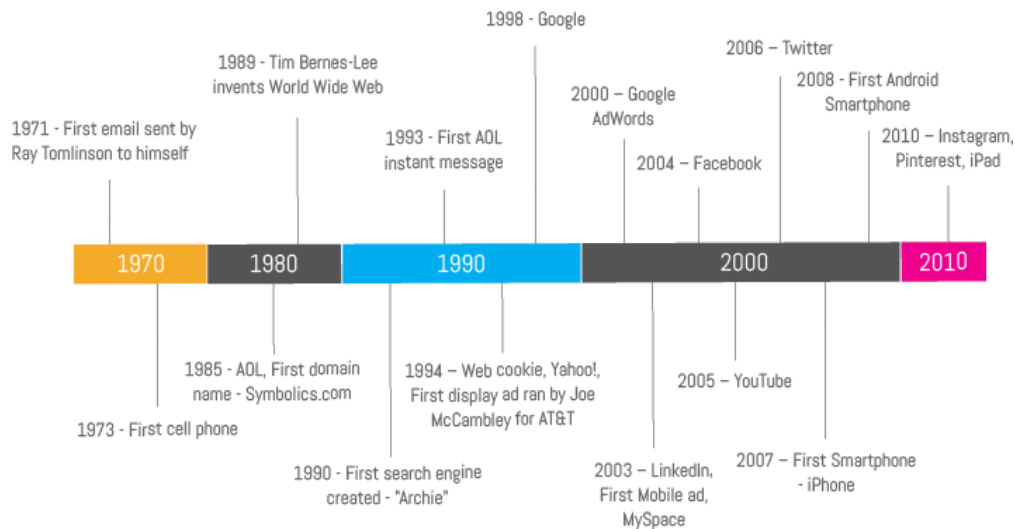 1998 - Google
1989 - Tim Bernes-Lee
invents World Wide Web
2006 – Twitter
2008 - First Android
Smartphone
2000 – Google
AdWords
1971 - First email sent by
Ray Tomlinson to himself
1993 - First AOL
instant message
2010 – Instagram,
Pinterest, iPad
2004 – Facebook
1970
1980
1990
2000
2010
1985 - AOL, First domain
name - Symbolics.com
1994 – Web cookie, Yahoo!,
First display ad ran by Joe
McCambley for AT&T
2005 – YouTube
1973 - First cell phone
1990 - First search engine
created - "Archie"
2003 – LinkedIn,
First Mobile ad,
MySpace
2007 – First Smartphone
- iPhone